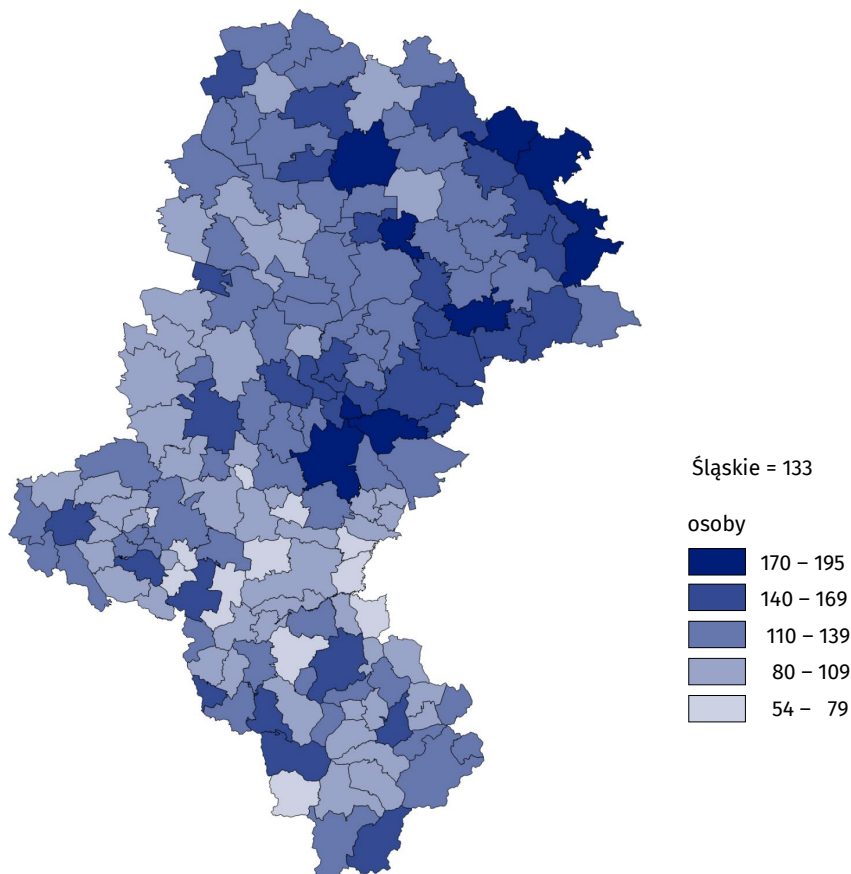 Śląskie = 133
osoby
170 – 195
140 – 169
110 – 139
80 – 109
54 – 79